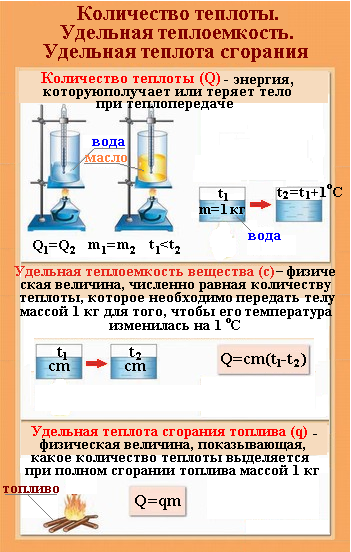 Количество теплоты.
Удельная теплоемкость.
Удельная теплота сгорания
Количество теплоты (Q) - энергия,
которуюполучает или теряет тело
при теплопередаче
вода
масло
t₁
m=1 кг
t₂=t₁+1°C
вода
Q₁=Q₂ m₁=m₂ t₁<t₂
Удельная теплоемкость вещества (с)– физиче
ская величина, численно равная количеству
теплоты, которое необходимо передать телу
массой 1 кг для того, чтобы его температура
изменилась на 1 °C
t₁
cm
t₂
cm
Q=cm(t₁-t₂)
Удельная теплота сгорания топлива (q) -
физическая величина, показывающая,
какое количество теплоты выделяется
при полном сгорании топлива массой 1 кг
топливо
Q=qm